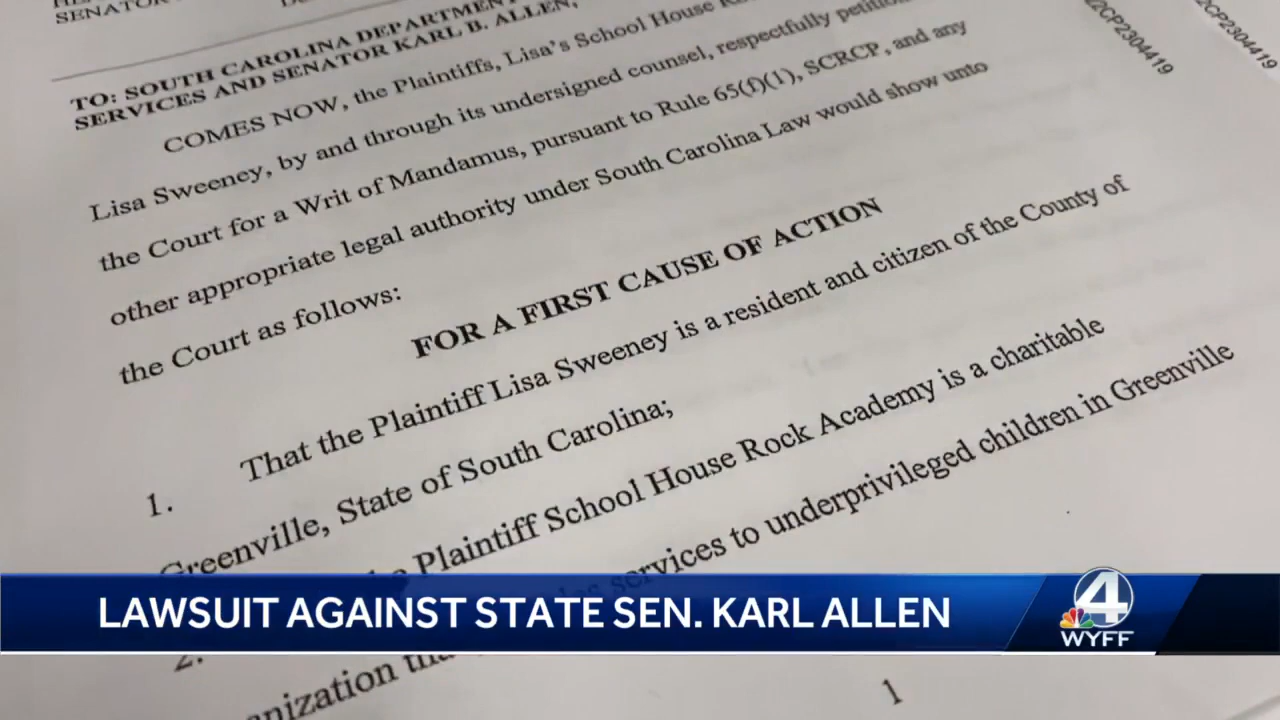 SENATOR
TO: SOUTH CAROLINA DEPARTMENT
SERVICES AND SENATOR KARL B. ALLEN,
COMES NOW, the Plaintiffs, Lisa's School House
Lisa Sweeney, by and through its undersigned counsel, respectfully
the Court for a Writ of Mandamus, pursuant to Rule 65(f)(1), SCRCP, and any
other appropriate legal authority under South Carolina Law would show unto
the Court as follows:
FOR A FIRST CAUSE OF ACTION
1. That the Plaintiff Lisa Sweeney is a resident and citizen of the County of
Greenville, State of South Carolina;
2. Plaintiff School House Rock Academy is a charitable
services to underprivileged children in Greenville
1
2CP2304419
2CP2304419
LAWSUIT AGAINST STATE SEN. KARL ALLEN
4
WYFF